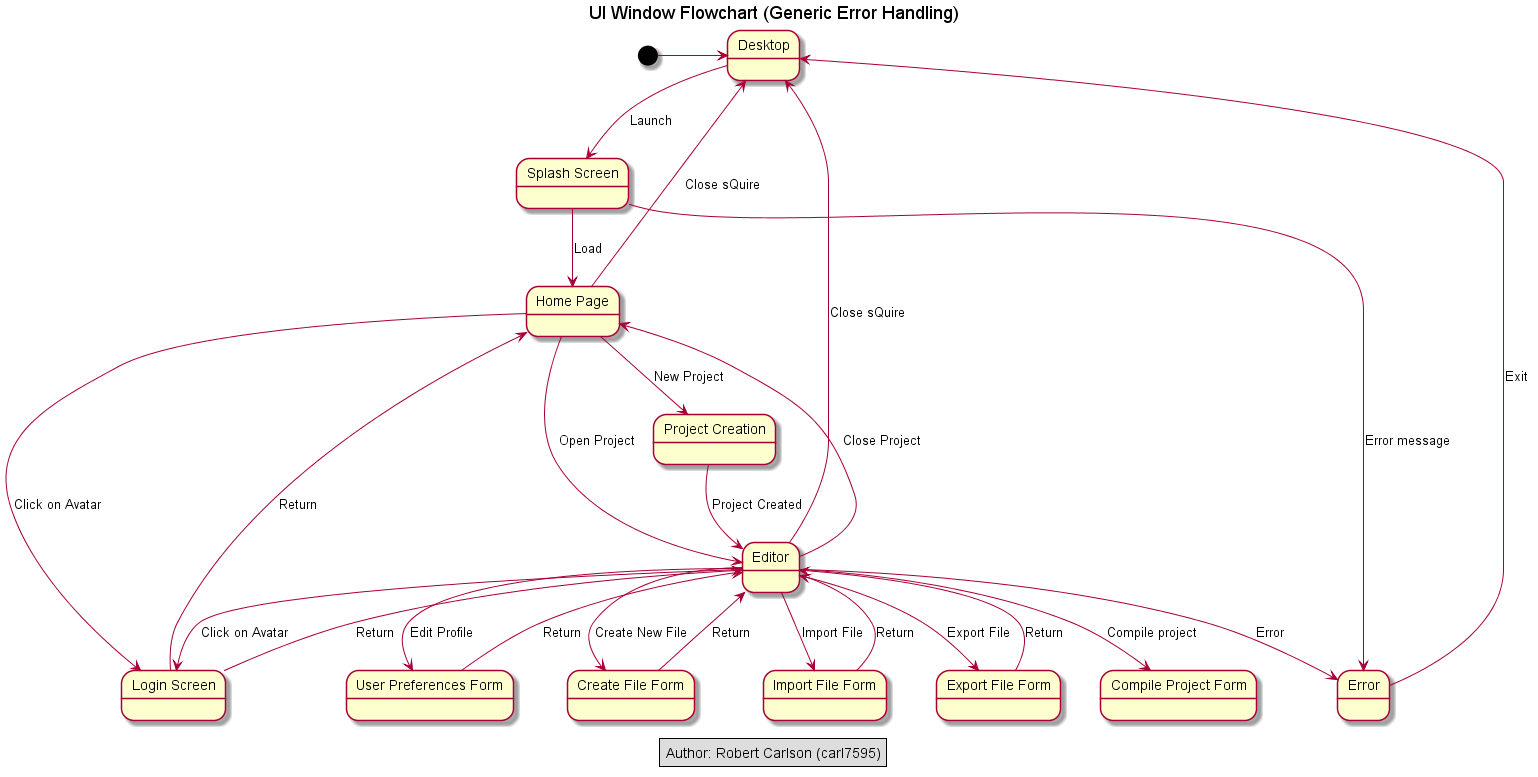 UI Window Flowchart (Generic Error Handling)
Desktop
Launch
Splash Screen
Close sQuire
Load
Home Page
Close sQuire
New Project
Exit
Project Creation
Open Project
Close Project
Error message
Click on Avatar
Return
Project Created
Editor
Click on Avatar
Return
Edit Profile
Return
Create New File
Return
Import File
Return
Export File
Return
Compile project
Error
Login Screen
User Preferences Form
Create File Form
Import File Form
Export File Form
Compile Project Form
Error
Author: Robert Carlson (carl7595)